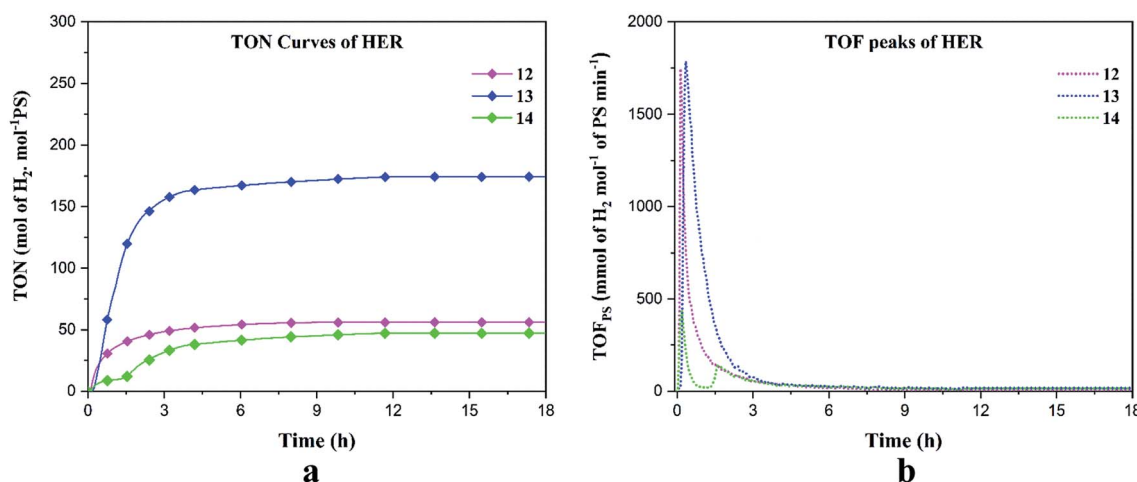 TON Curves of HER
TON (mol of H₂. mol⁻¹PS)
300
250
200
150
100
50
0
12
13
14
0 3 6 9 12 15 18
Time (h)
a
TOF peaks of HER
TOF_PS (mmol of H₂ mol⁻¹ of PS min⁻¹)
2000
1500
1000
500
0
12
13
14
0 3 6 9 12 15 18
Time (h)
b